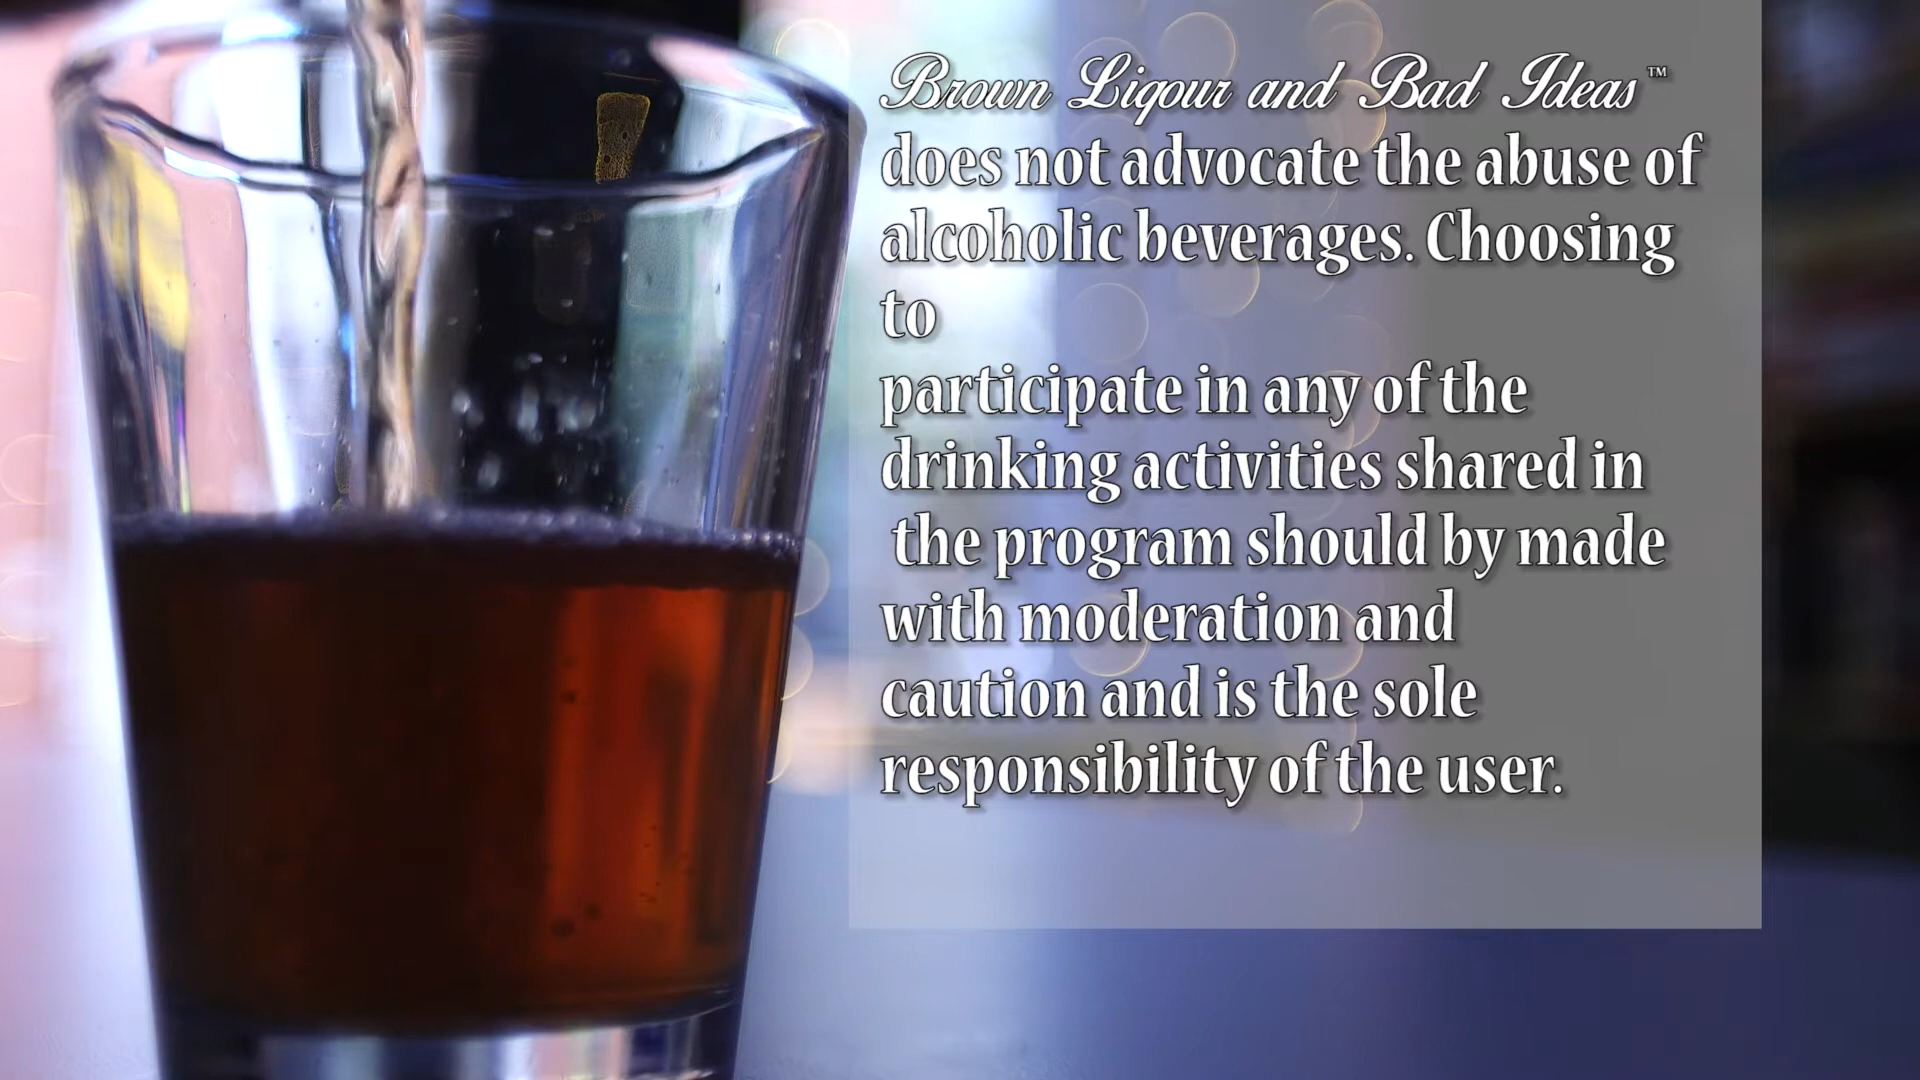 Brown Liqour and Bad Ideas™
does not advocate the abuse of
alcoholic beverages. Choosing
to
participate in any of the
drinking activities shared in
the program should by made
with moderation and
caution and is the sole
responsibility of the user.